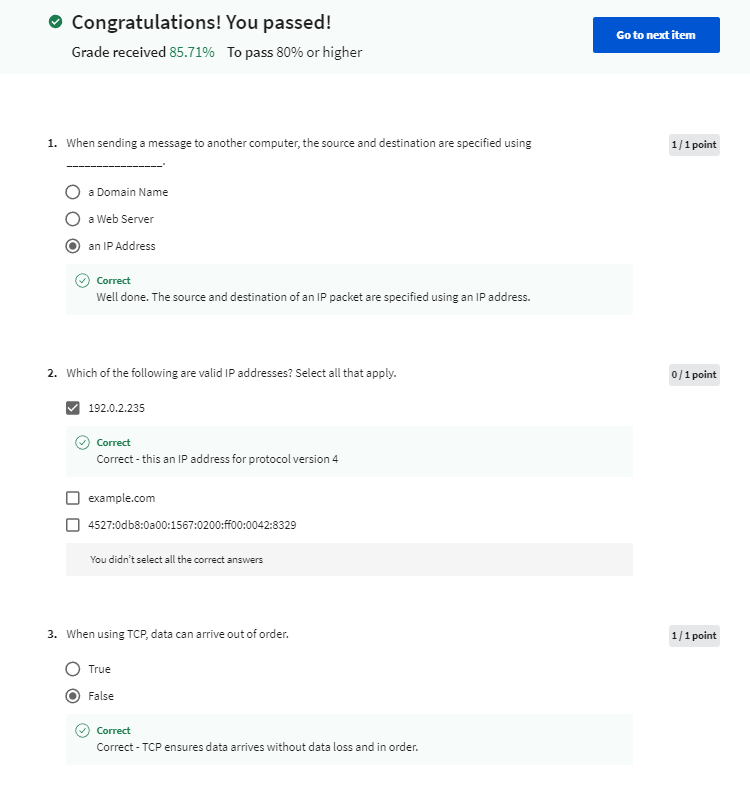 Congratulations! You passed!
Grade received 85.71% To pass 80% or higher
Go to next item
1. When sending a message to another computer, the source and destination are specified using
________________.
1 / 1 point
a Domain Name
a Web Server
an IP Address
Correct
Well done. The source and destination of an IP packet are specified using an IP address.
2. Which of the following are valid IP addresses? Select all that apply.
0 / 1 point
192.0.2.235
Correct
Correct - this an IP address for protocol version 4
example.com
4527:0db8:0a00:1567:0200:ff00:0042:8329
You didn't select all the correct answers
3. When using TCP, data can arrive out of order.
1 / 1 point
True
False
Correct
Correct - TCP ensures data arrives without data loss and in order.